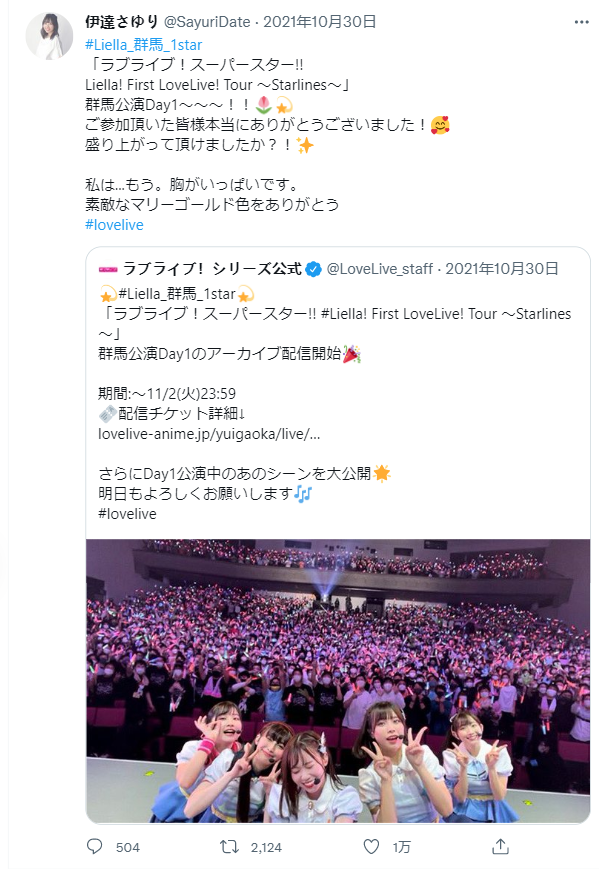 伊達さゆり @SayuriDate · 2021年10月30日
#Liella_群馬_1star
「ラブライブ！スーパースター!!
Liella! First LoveLive! Tour ～Starlines～」
群馬公演Day1～～～！！🌷💫
ご参加頂いた皆様本当にありがとうございました！🥰
盛り上がって頂けましたか？！✨
私は...もう。胸がいっぱいです。
素敵なマリーゴールド色をありがとう
#lovelive
ラブライブ！シリーズ公式 @LoveLive_staff · 2021年10月30日
💫#Liella_群馬_1star💫
「ラブライブ！スーパースター!! #Liella! First LoveLive! Tour ～Starlines
～」
群馬公演Day1のアーカイブ配信開始🎉
期間:～11/2(火)23:59
🎫配信チケット詳細↓
lovelive-anime.jp/yuigaoka/live/...
さらにDay1公演中のあのシーンを大公開🌟
明日もよろしくお願いします🎶
#lovelive
504 2,124 1万